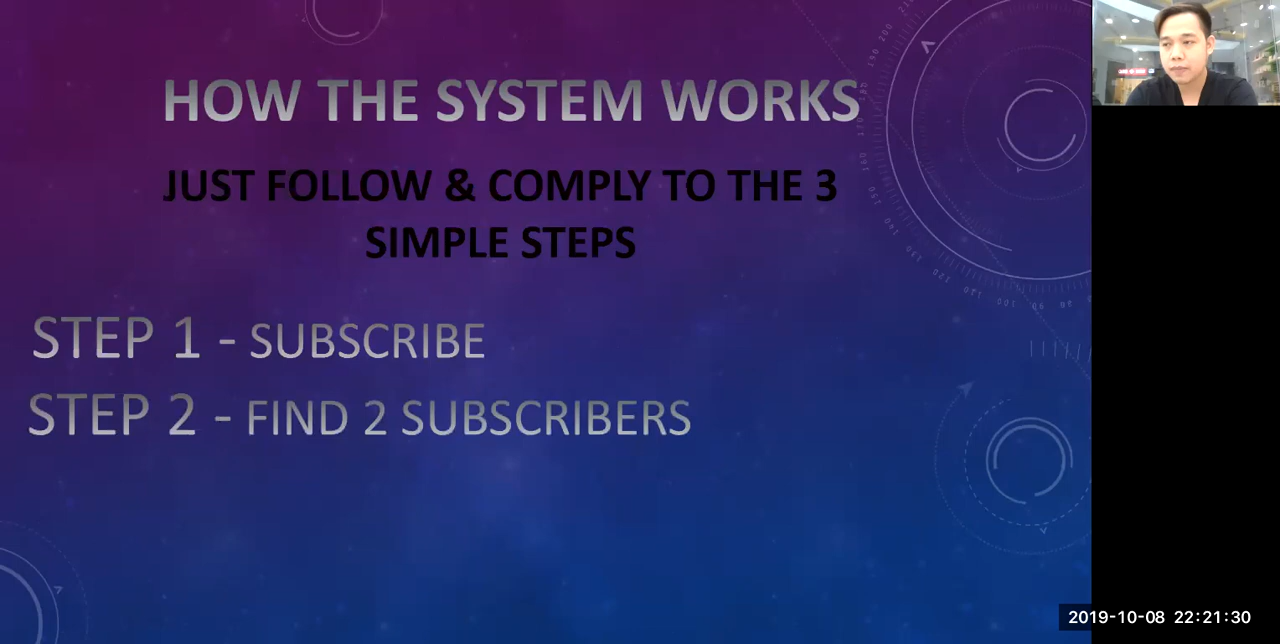 HOW THE SYSTEM WORKS
JUST FOLLOW & COMPLY TO THE 3
SIMPLE STEPS
STEP 1 - SUBSCRIBE
STEP 2 - FIND 2 SUBSCRIBERS
2019-10-08 22:21:30